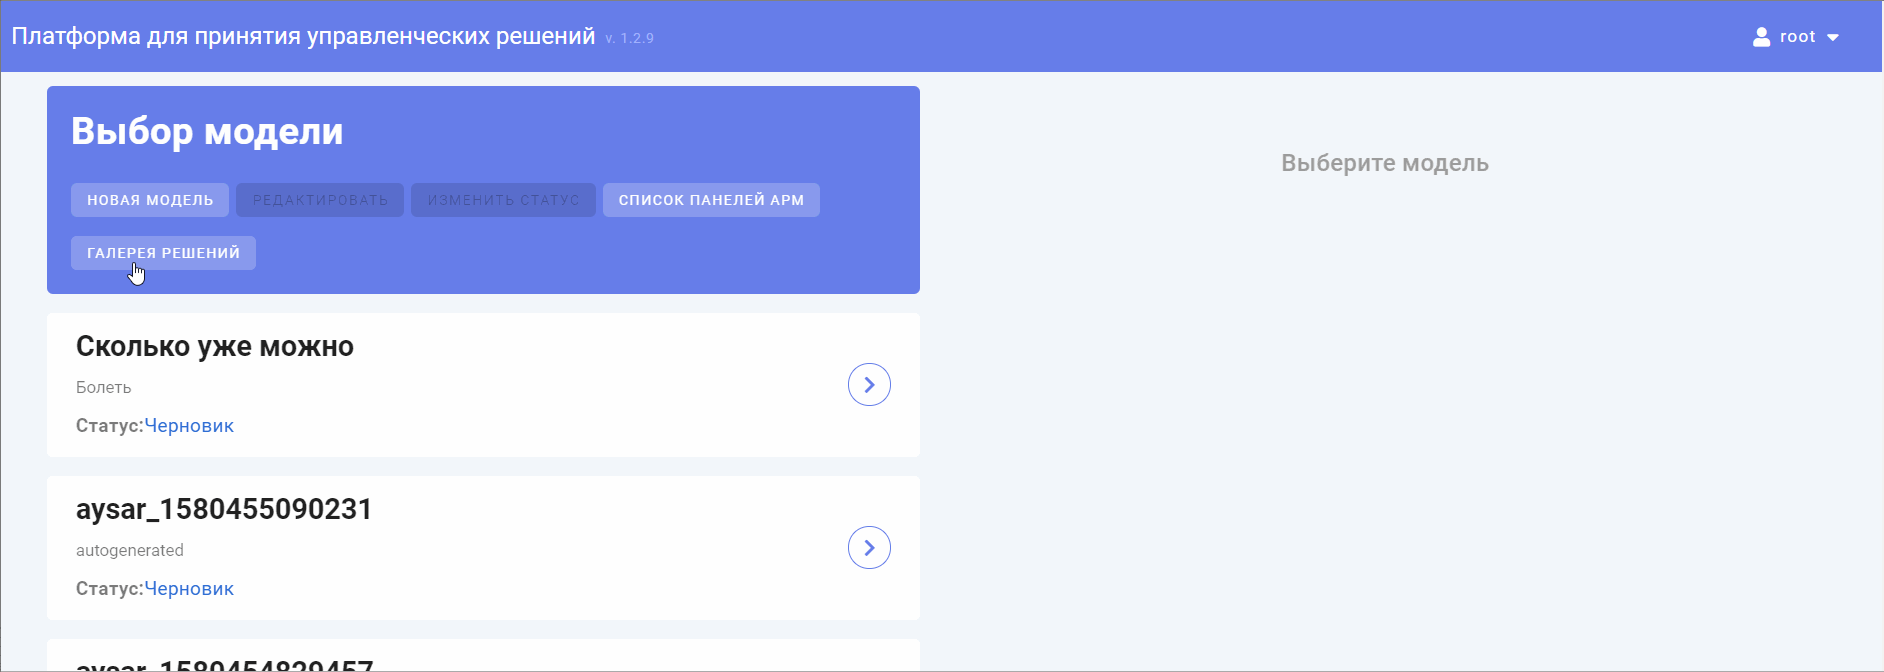 Платформа для принятия управленческих решений v. 1.2.9
root
Выбор модели
НОВАЯ МОДЕЛЬ РЕДАКТИРОВАТЬ ИЗМЕНИТЬ СТАТУС СПИСОК ПАНЕЛЕЙ АРМ
ГАЛЕРЕЯ РЕШЕНИЙ
Сколько уже можно
Болеть
Статус:Черновик
aysar_1580455090231
autogenerated
Статус:Черновик
aysar_1580454829457
Выберите модель